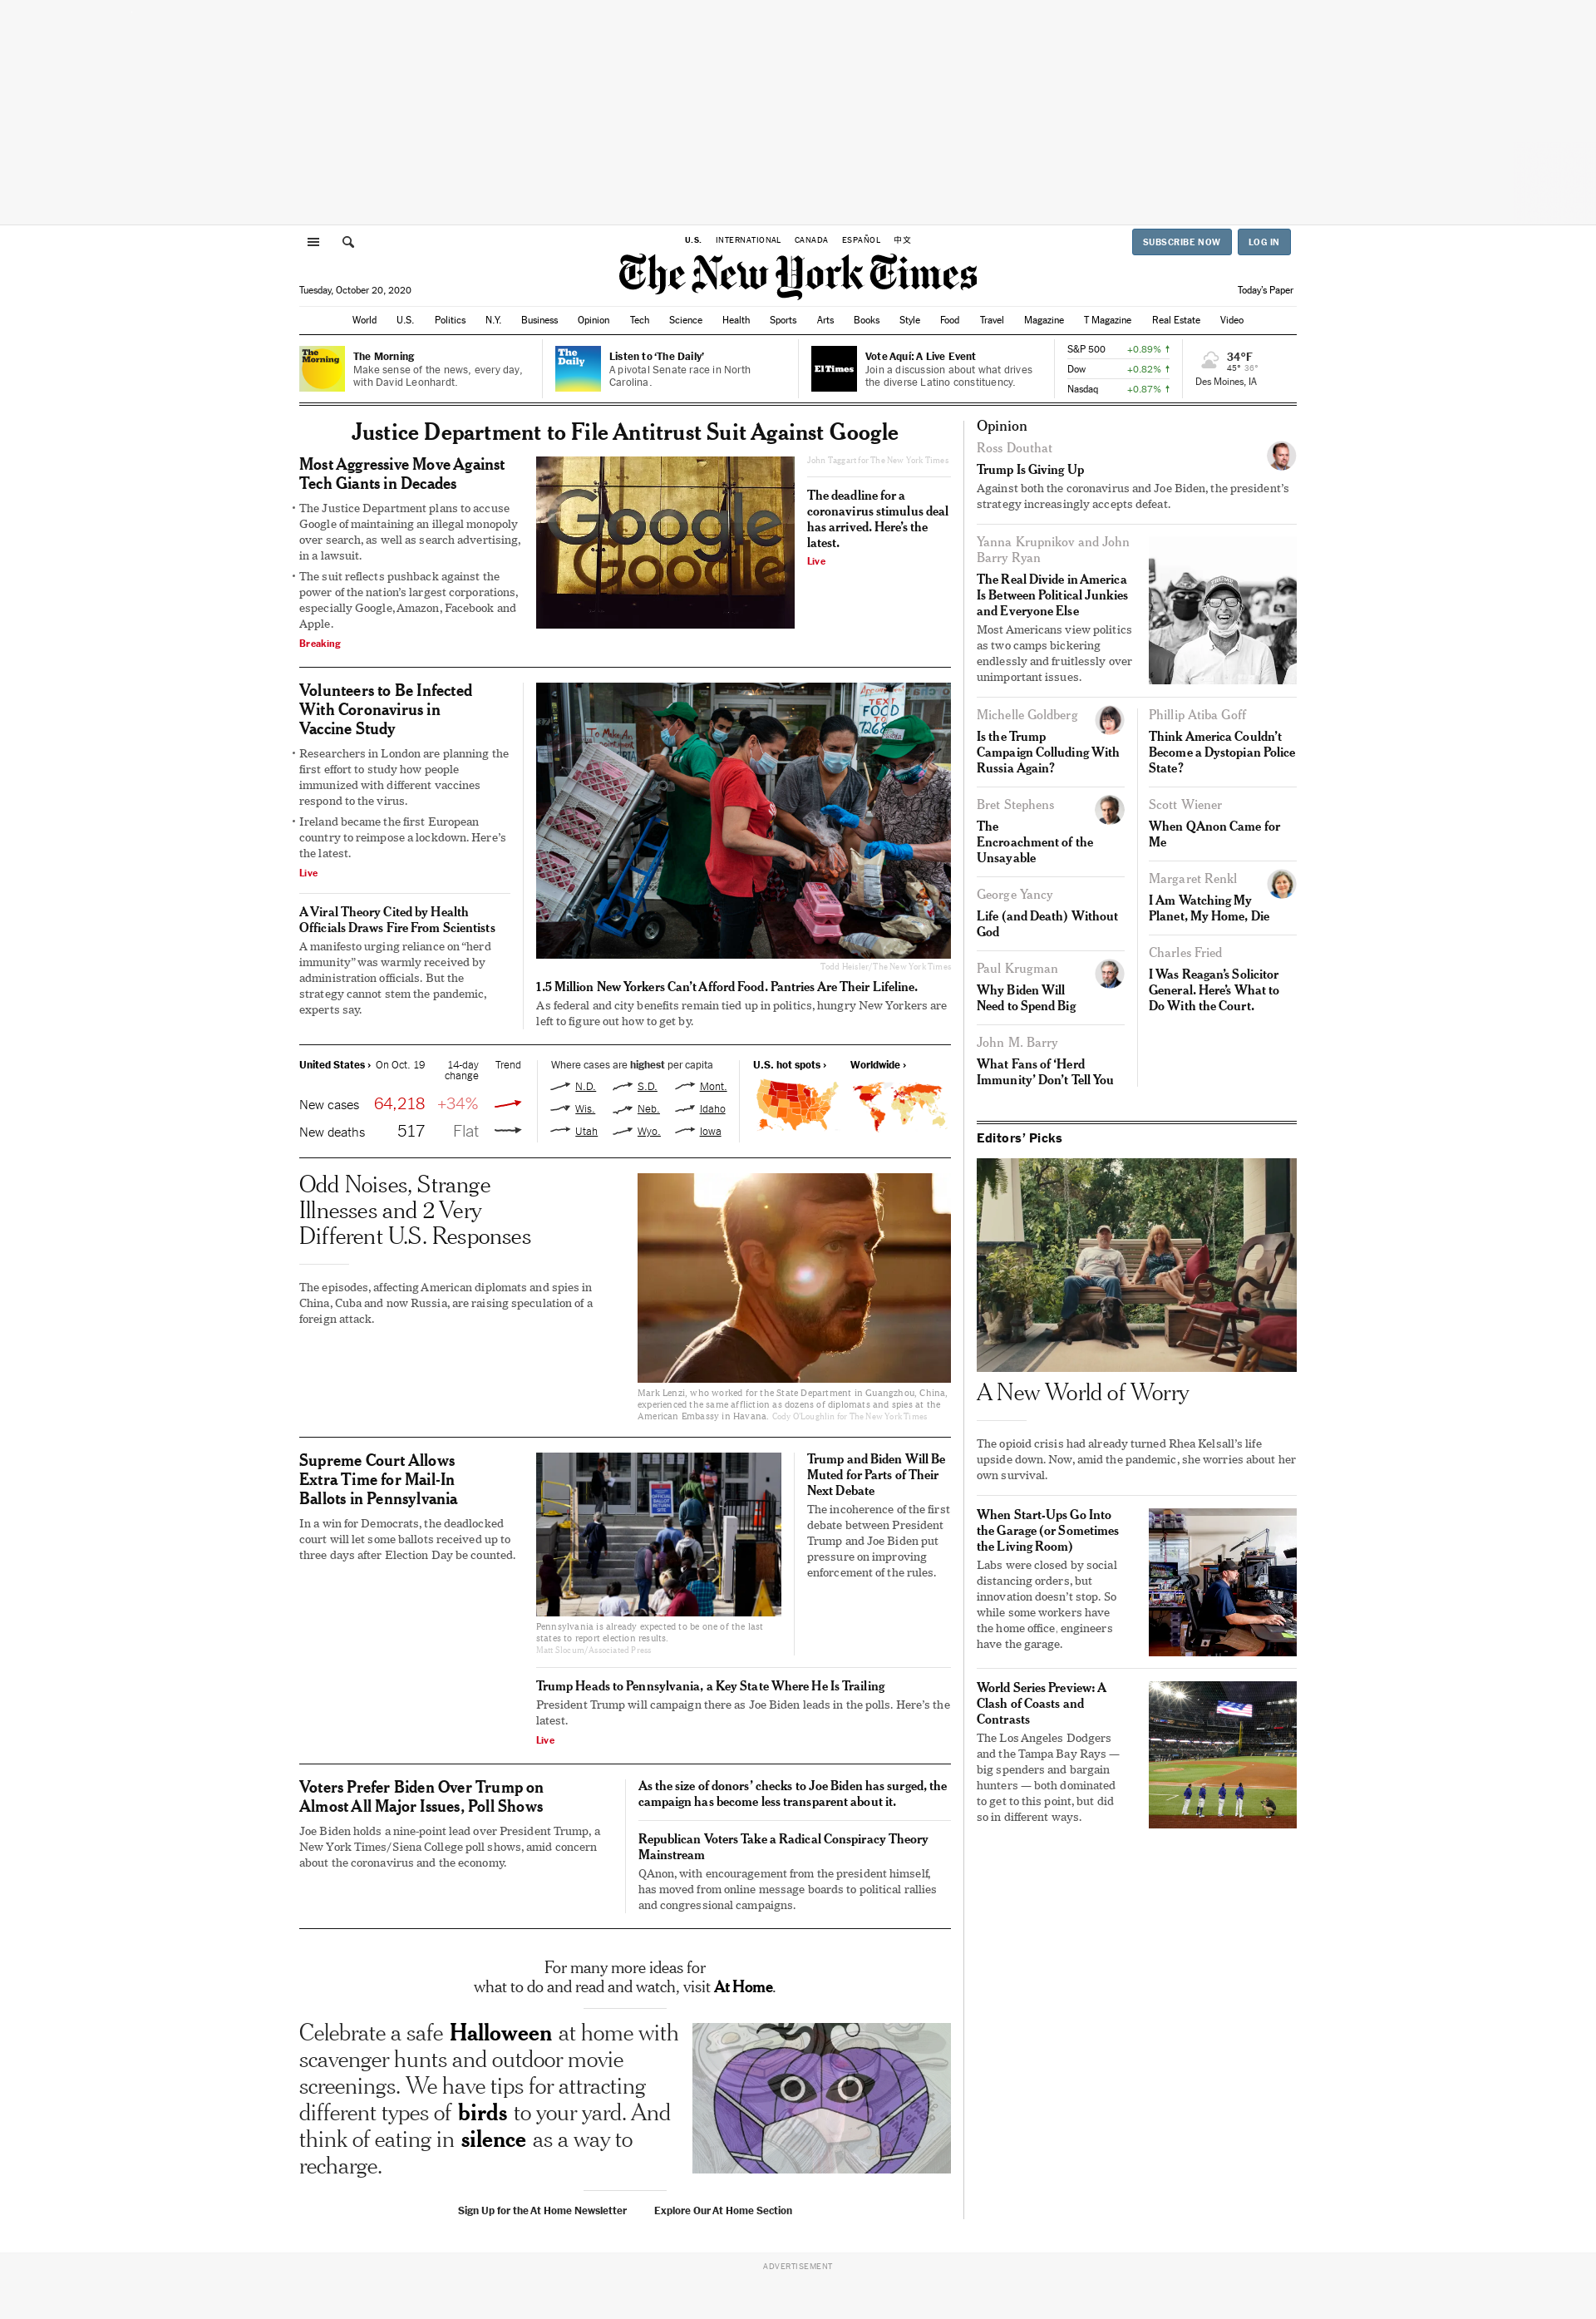 U.S. INTERNATIONAL CANADA ESPAÑOL 中文
SUBSCRIBE NOW LOG IN
The New York Times
Tuesday, October 20, 2020
Today's Paper
World U.S. Politics N.Y. Business Opinion Tech Science Health Sports Arts Books Style Food Travel Magazine T Magazine Real Estate Video
The
Morning
The Morning
Make sense of the news, every day,
with David Leonhardt.
The
Daily
Listen to ‘The Daily’
A pivotal Senate race in North
Carolina.
El Times
Vote Aquí: A Live Event
Join a discussion about what drives
the diverse Latino constituency.
S&P 500 +0.89% ↑
Dow +0.82% ↑
Nasdaq +0.87% ↑
34°F
45° 36°
Des Moines, IA
Justice Department to File Antitrust Suit Against Google
Most Aggressive Move Against
Tech Giants in Decades
• The Justice Department plans to accuse
Google of maintaining an illegal monopoly
over search, as well as search advertising,
in a lawsuit.
• The suit reflects pushback against the
power of the nation’s largest corporations,
especially Google, Amazon, Facebook and
Apple.
Breaking
Google
Google
John Taggart for The New York Times
The deadline for a
coronavirus stimulus deal
has arrived. Here’s the
latest.
Live
Volunteers to Be Infected
With Coronavirus in
Vaccine Study
• Researchers in London are planning the
first effort to study how people
immunized with different vaccines
respond to the virus.
• Ireland became the first European
country to reimpose a lockdown. Here’s
the latest.
Live
A Viral Theory Cited by Health
Officials Draws Fire From Scientists
A manifesto urging reliance on “herd
immunity” was warmly received by
administration officials. But the
strategy cannot stem the pandemic,
experts say.
TEXT
FOOD
TO
Todd Heisler/The New York Times
1.5 Million New Yorkers Can’t Afford Food. Pantries Are Their Lifeline.
As federal and city benefits remain tied up in politics, hungry New Yorkers are
left to figure out how to get by.
United States › On Oct. 19 14-day
change Trend
New cases 64,218 +34%
New deaths 517 Flat
Where cases are highest per capita
N.D. S.D. Mont.
Wis. Neb. Idaho
Utah Wyo. Iowa
U.S. hot spots › Worldwide ›
Odd Noises, Strange
Illnesses and 2 Very
Different U.S. Responses
The episodes, affecting American diplomats and spies in
China, Cuba and now Russia, are raising speculation of a
foreign attack.
Mark Lenzi, who worked for the State Department in Guangzhou, China,
experienced the same affliction as dozens of diplomats and spies at the
American Embassy in Havana. Cody O’Loughlin for The New York Times
Supreme Court Allows
Extra Time for Mail-In
Ballots in Pennsylvania
In a win for Democrats, the deadlocked
court will let some ballots received up to
three days after Election Day be counted.
OFFICIAL
BALLOT
RETURN
SITE
Pennsylvania is already expected to be one of the last
states to report election results.
Matt Slocum/Associated Press
Trump and Biden Will Be
Muted for Parts of Their
Next Debate
The incoherence of the first
debate between President
Trump and Joe Biden put
pressure on improving
enforcement of the rules.
Trump Heads to Pennsylvania, a Key State Where He Is Trailing
President Trump will campaign there as Joe Biden leads in the polls. Here’s the
latest.
Live
Voters Prefer Biden Over Trump on
Almost All Major Issues, Poll Shows
Joe Biden holds a nine-point lead over President Trump, a
New York Times/Siena College poll shows, amid concern
about the coronavirus and the economy.
As the size of donors’ checks to Joe Biden has surged, the
campaign has become less transparent about it.
Republican Voters Take a Radical Conspiracy Theory
Mainstream
QAnon, with encouragement from the president himself,
has moved from online message boards to political rallies
and congressional campaigns.
For many more ideas for
what to do and read and watch, visit At Home.
Celebrate a safe Halloween at home with
scavenger hunts and outdoor movie
screenings. We have tips for attracting
different types of birds to your yard. And
think of eating in silence as a way to
recharge.
Sign Up for the At Home Newsletter Explore Our At Home Section
Opinion
Ross Douthat
Trump Is Giving Up
Against both the coronavirus and Joe Biden, the president’s
strategy increasingly accepts defeat.
Yanna Krupnikov and John
Barry Ryan
The Real Divide in America
Is Between Political Junkies
and Everyone Else
Most Americans view politics
as two camps bickering
endlessly and fruitlessly over
unimportant issues.
Michelle Goldberg
Is the Trump
Campaign Colluding With
Russia Again?
Bret Stephens
The
Encroachment of the
Unsayable
George Yancy
Life (and Death) Without
God
Paul Krugman
Why Biden Will
Need to Spend Big
John M. Barry
What Fans of ‘Herd
Immunity’ Don’t Tell You
Phillip Atiba Goff
Think America Couldn’t
Become a Dystopian Police
State?
Scott Wiener
When QAnon Came for
Me
Margaret Renkl
I Am Watching My
Planet, My Home, Die
Charles Fried
I Was Reagan’s Solicitor
General. Here’s What to
Do With the Court.
Editors’ Picks
A New World of Worry
The opioid crisis had already turned Rhea Kelsall’s life
upside down. Now, amid the pandemic, she worries about her
own survival.
When Start-Ups Go Into
the Garage (or Sometimes
the Living Room)
Labs were closed by social
distancing orders, but
innovation doesn’t stop. So
while some workers have
the home office, engineers
have the garage.
World Series Preview: A
Clash of Coasts and
Contrasts
The Los Angeles Dodgers
and the Tampa Bay Rays —
big spenders and bargain
hunters — both dominated
to get to this point, but did
so in different ways.
ADVERTISEMENT